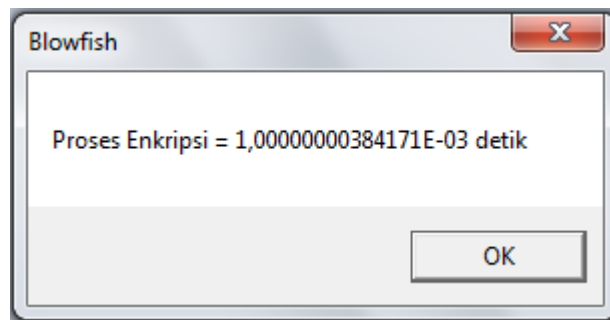 Blowfish
Proses Enkripsi = 1,00000000384171E-03 detik
OK